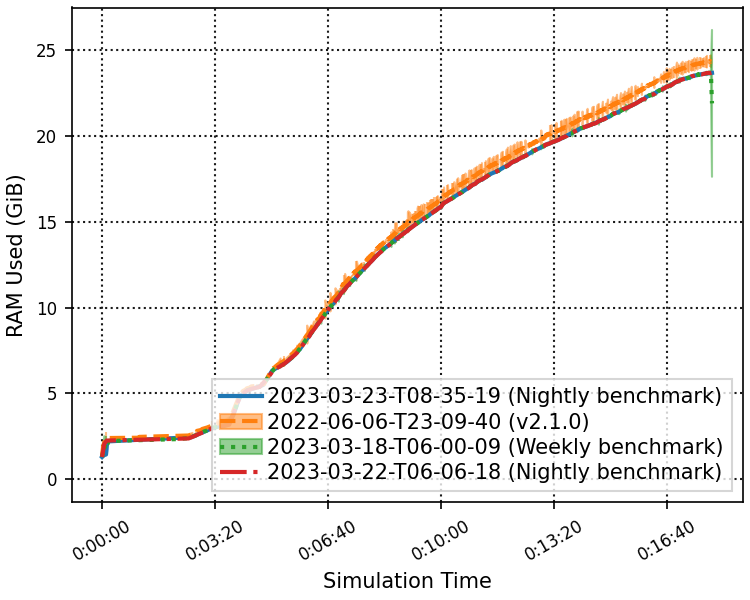 25
20
15
10
5
0
RAM Used (GiB)
2023-03-23-T08-35-19 (Nightly benchmark)
2022-06-06-T23-09-40 (v2.1.0)
2023-03-18-T06-00-09 (Weekly benchmark)
2023-03-22-T06-06-18 (Nightly benchmark)
0:00:00
0:03:20
0:06:40
0:10:00
0:13:20
0:16:40
Simulation Time